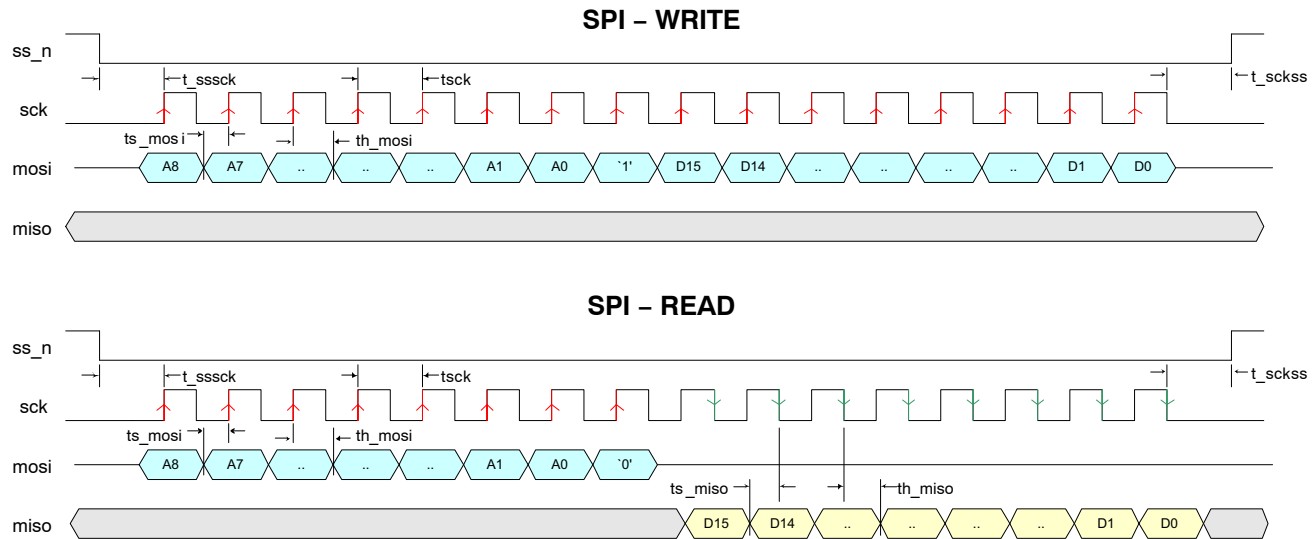 SPI – WRITE
ss_n
t_sssck tsck t_sckss
sck
ts_mosi th_mosi
mosi A8 A7 .. .. .. A1 A0 `1' D15 D14 .. .. .. .. D1 D0
miso
SPI – READ
ss_n
t_sssck tsck t_sckss
sck
ts_mosi th_mosi
mosi A8 A7 .. .. .. A1 A0 `0'
ts_miso th_miso
miso D15 D14 .. .. .. .. D1 D0